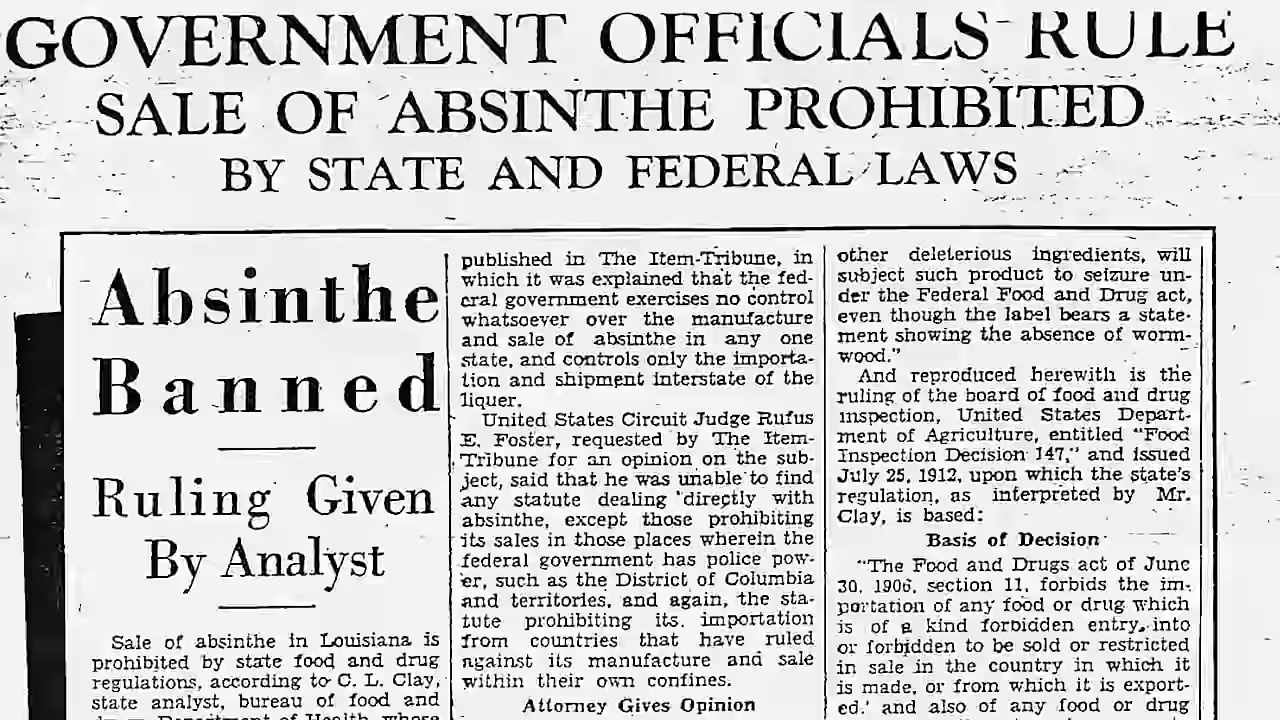 GOVERNMENT OFFICIALS RULE
SALE OF ABSINTHE PROHIBITED
BY STATE AND FEDERAL LAWS
Absinthe
Banned
Ruling Given
By Analyst
Sale of absinthe in Louisiana is
prohibited by state food and drug
regulations, according to C. L. Clay,
state analyst, bureau of food and
Department of Health, whose
published in The Item-Tribune, in
which it was explained that the fed-
eral government exercises no control
whatsoever over the manufacture
and sale of absinthe in any one
state, and controls only the importa-
tion and shipment interstate of the
liquer.
United States Circuit Judge Rufus
E. Foster, requested by The Item-
Tribune for an opinion on the sub-
ject, said that he was unable to find
any statute dealing directly with
absinthe, except those prohibiting
its sales in those places wherein the
federal government has police pow-
er, such as the District of Columbia
and territories, and again, the sta-
tute prohibiting its. importation
from countries that have ruled
against its manufacture and sale
within their own confines.
Attorney Gives Opinion
other deleterious ingredients, will
subject such product to seizure un-
der the Federal Food and Drug act,
even though the label bears a state-
ment showing the absence of worm-
wood."
And reproduced herewith is the
ruling of the board of food and drug
inspection, United States Depart-
ment of Agriculture, entitled "Food
Inspection Decision 147," and issued
July 25, 1912, upon which the state's
regulation, as interpreted by Mr.
Clay, is based:
Basis of Decision
"The Food and Drugs act of June
30, 1906, section 11, forbids the im-
portation of any food or drug which
is of a kind forbidden entry into
or forbidden to be sold or restricted
in sale in the country in which it
is made, or from which it is export-
ed.' and also of any food or drug